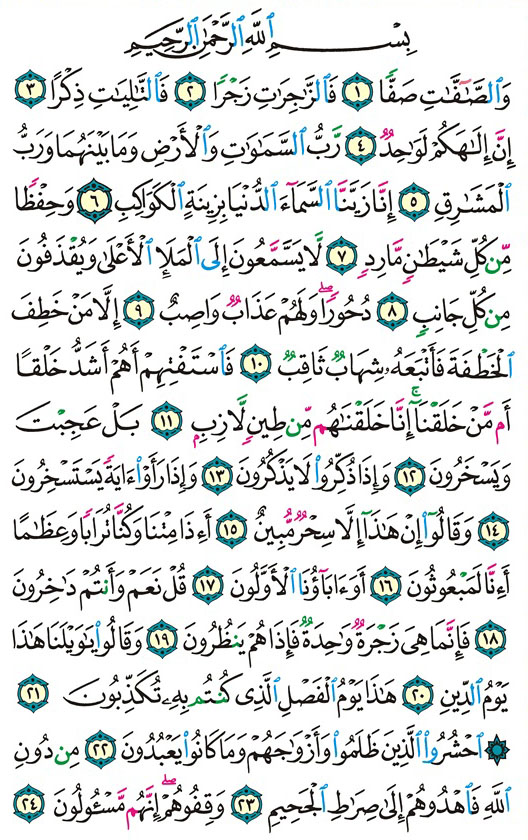 بِسْمِ ٱللَّهِ ٱلرَّحْمَٰنِ ٱلرَّحِيمِ
وَٱلصَّٰٓفَّٰتِ صَفًّا ١ فَٱلزَّٰجِرَٰتِ زَجْرًا ٢ فَٱلتَّٰلِيَٰتِ ذِكْرًا ٣
إِنَّ إِلَٰهَكُمْ لَوَٰحِدٌ ٤ رَّبُّ ٱلسَّمَٰوَٰتِ وَٱلْأَرْضِ وَمَا بَيْنَهُمَا وَرَبُّ
ٱلْمَشَٰرِقِ ٥ إِنَّا زَيَّنَّا ٱلسَّمَآءَ ٱلدُّنْيَا بِزِينَةٍ ٱلْكَوَاكِبِ ٦ وَحِفْظًا
مِّن كُلِّ شَيْطَٰنٍ مَّارِدٍ ٧ لَّا يَسَّمَّعُونَ إِلَى ٱلْمَلَإِ ٱلْأَعْلَىٰ وَيُقْذَفُونَ
مِن كُلِّ جَانِبٍ ٨ دُحُورًا ۖ وَلَهُمْ عَذَابٌ وَاصِبٌ ٩ إِلَّا مَنْ خَطِفَ
ٱلْخَطْفَةَ فَأَتْبَعَهُۥ شِهَابٌ ثَاقِبٌ ١٠ فَٱسْتَفْتِهِمْ أَهُمْ أَشَدُّ خَلْقًا
أَم مَّنْ خَلَقْنَآ ۚ إِنَّا خَلَقْنَٰهُم مِّن طِينٍ لَّازِبٍ ١١ بَلْ عَجِبْتَ
وَيَسْخَرُونَ ١٢ وَإِذَا ذُكِّرُوا۟ لَا يَذْكُرُونَ ١٣ وَإِذَا رَأَوْا۟ ءَايَةً يَسْتَسْخِرُونَ
١٤ وَقَالُوٓا۟ إِنْ هَٰذَآ إِلَّا سِحْرٌ مُّبِينٌ ١٥ أَءِذَا مِتْنَا وَكُنَّا تُرَابًا وَعِظَٰمًا
أَءِنَّا لَمَبْعُوثُونَ ١٦ أَوَءَابَآؤُنَا ٱلْأَوَّلُونَ ١٧ قُلْ نَعَمْ وَأَنتُمْ دَٰخِرُونَ
١٨ فَإِنَّمَا هِىَ زَجْرَةٌ وَٰحِدَةٌ فَإِذَا هُمْ يَنظُرُونَ ١٩ وَقَالُوا۟ يَٰوَيْلَنَا هَٰذَا
يَوْمُ ٱلدِّينِ ٢٠ هَٰذَا يَوْمُ ٱلْفَصْلِ ٱلَّذِى كُنتُم بِهِۦ تُكَذِّبُونَ ٢١
۞ ٱحْشُرُوا۟ ٱلَّذِينَ ظَلَمُوا۟ وَأَزْوَٰجَهُمْ وَمَا كَانُوا۟ يَعْبُدُونَ ٢٢ مِن دُونِ
ٱللَّهِ فَٱهْدُوهُمْ إِلَىٰ صِرَٰطِ ٱلْجَحِيمِ ٢٣ وَقِفُوهُمْ ۖ إِنَّهُم مَّسْـُٔولُونَ ٢٤